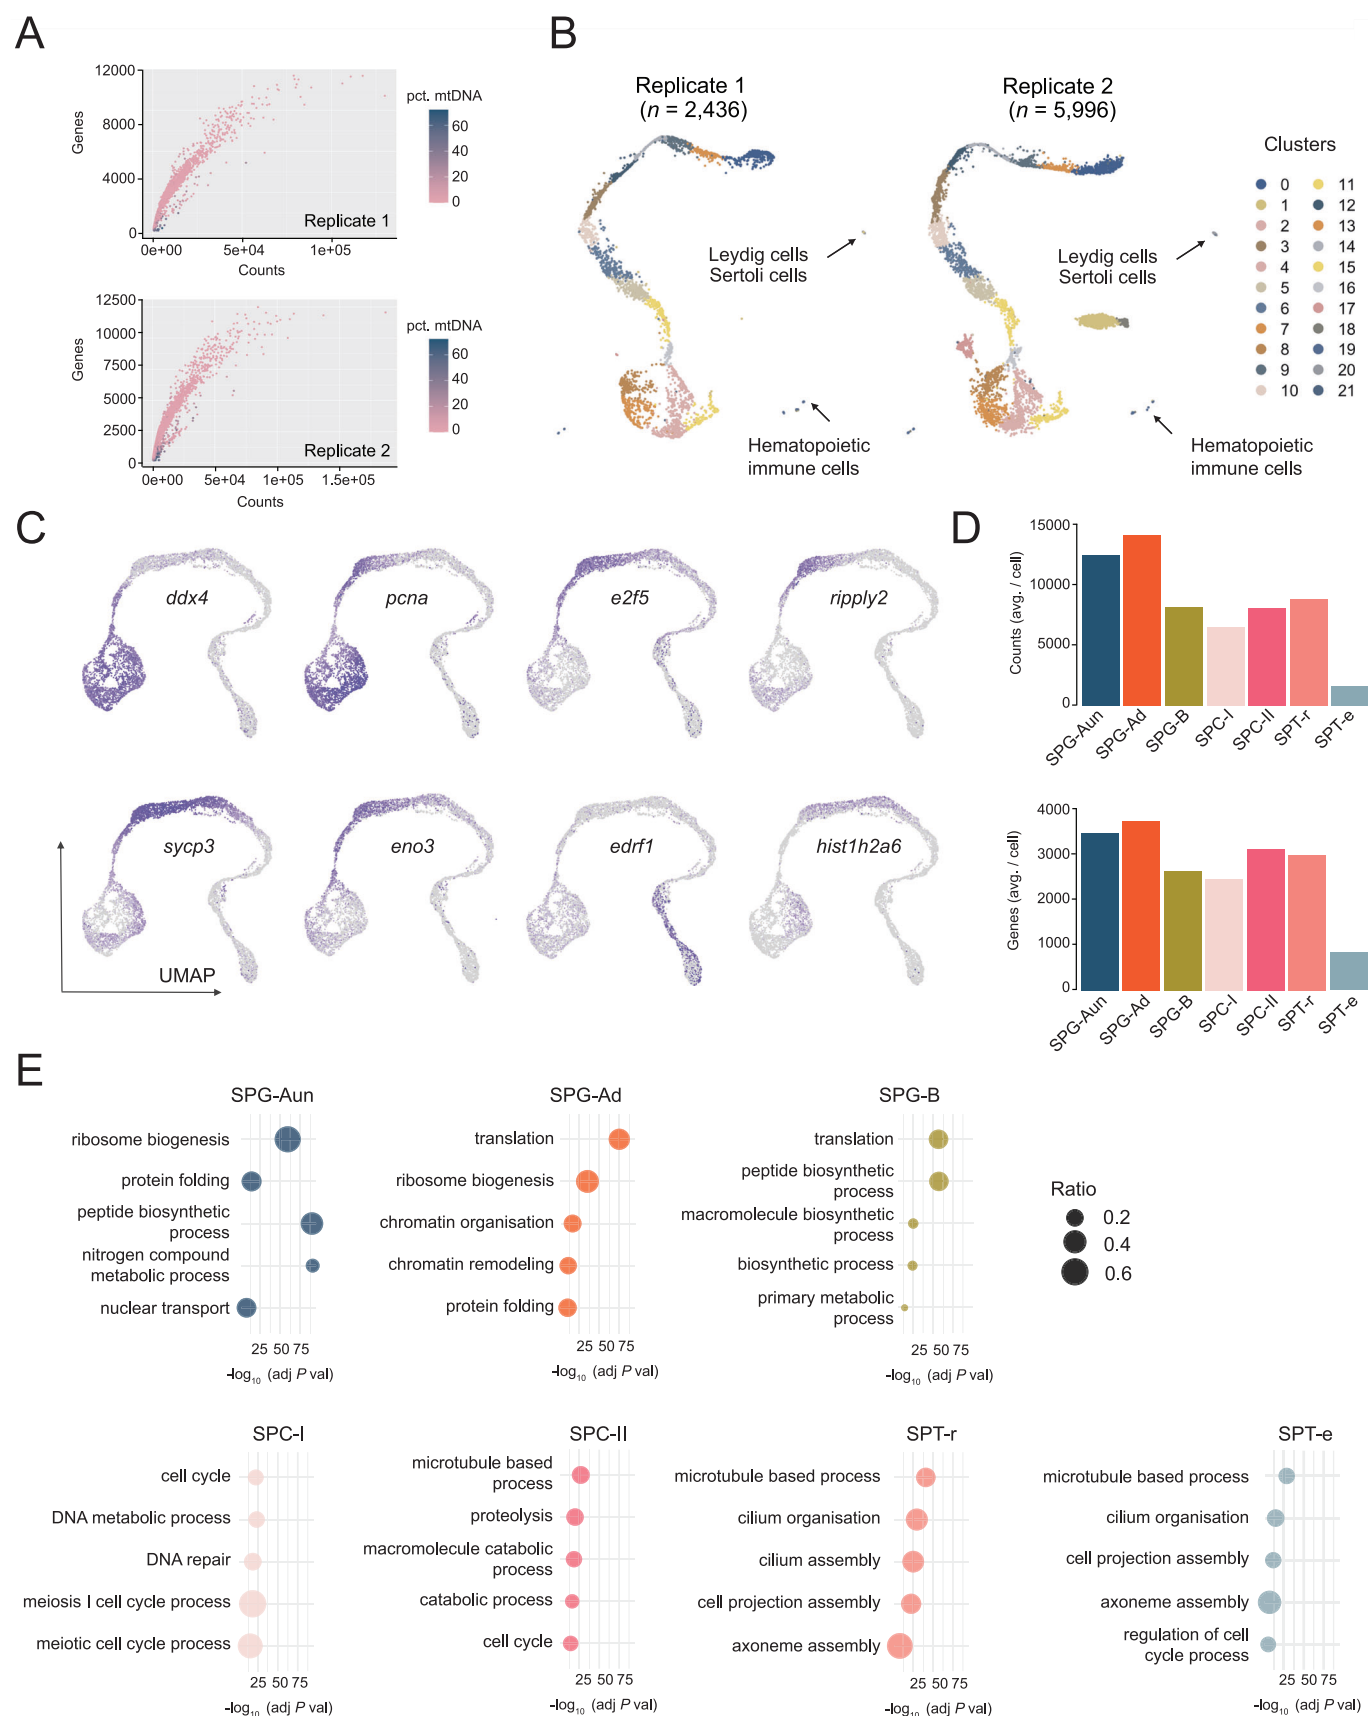 A
12000
8000
4000
0
Genes
0e+00 5e+04 1e+05
Counts
Replicate 1
pct. mtDNA
60
40
20
0
12500
10000
7500
5000
2500
0
Genes
0e+00 5e+04 1e+05 1.5e+05
Counts
Replicate 2
pct. mtDNA
60
40
20
0
B
Replicate 1
(n = 2,436)
Leydig cells
Sertoli cells
Hematopoietic
immune cells
Replicate 2
(n = 5,996)
Leydig cells
Sertoli cells
Hematopoietic
immune cells
Clusters
0 11
1 12
2 13
3 14
4 15
5 16
6 17
7 18
8 19
9 20
10 21
C
ddx4
pcna
e2f5
ripply2
sycp3
eno3
edrf1
hist1h2a6
UMAP
D
15000
10000
5000
0
Counts (avg. / cell)
SPG-Aun
SPG-Ad
SPG-B
SPC-I
SPC-II
SPT-r
SPT-e
4000
3000
2000
1000
0
Genes (avg. / cell)
SPG-Aun
SPG-Ad
SPG-B
SPC-I
SPC-II
SPT-r
SPT-e
E
SPG-Aun
ribosome biogenesis
protein folding
peptide biosynthetic
process
nitrogen compound
metabolic process
nuclear transport
25 50 75
-log10 (adj P val)
SPG-Ad
translation
ribosome biogenesis
chromatin organisation
chromatin remodeling
protein folding
25 50 75
-log10 (adj P val)
SPG-B
translation
peptide biosynthetic
process
macromolecule biosynthetic
process
biosynthetic process
primary metabolic
process
25 50 75
-log10 (adj P val)
Ratio
0.2
0.4
0.6
SPC-I
cell cycle
DNA metabolic process
DNA repair
meiosis I cell cycle process
meiotic cell cycle process
25 50 75
-log10 (adj P val)
SPC-II
microtubule based
process
proteolysis
macromolecule catabolic
process
catabolic process
cell cycle
25 50 75
-log10 (adj P val)
SPT-r
microtubule based process
cilium organisation
cilium assembly
cell projection assembly
axoneme assembly
25 50 75
-log10 (adj P val)
SPT-e
microtubule based process
cilium organisation
cell projection assembly
axoneme assembly
regulation of cell
cycle process
25 50 75
-log10 (adj P val)